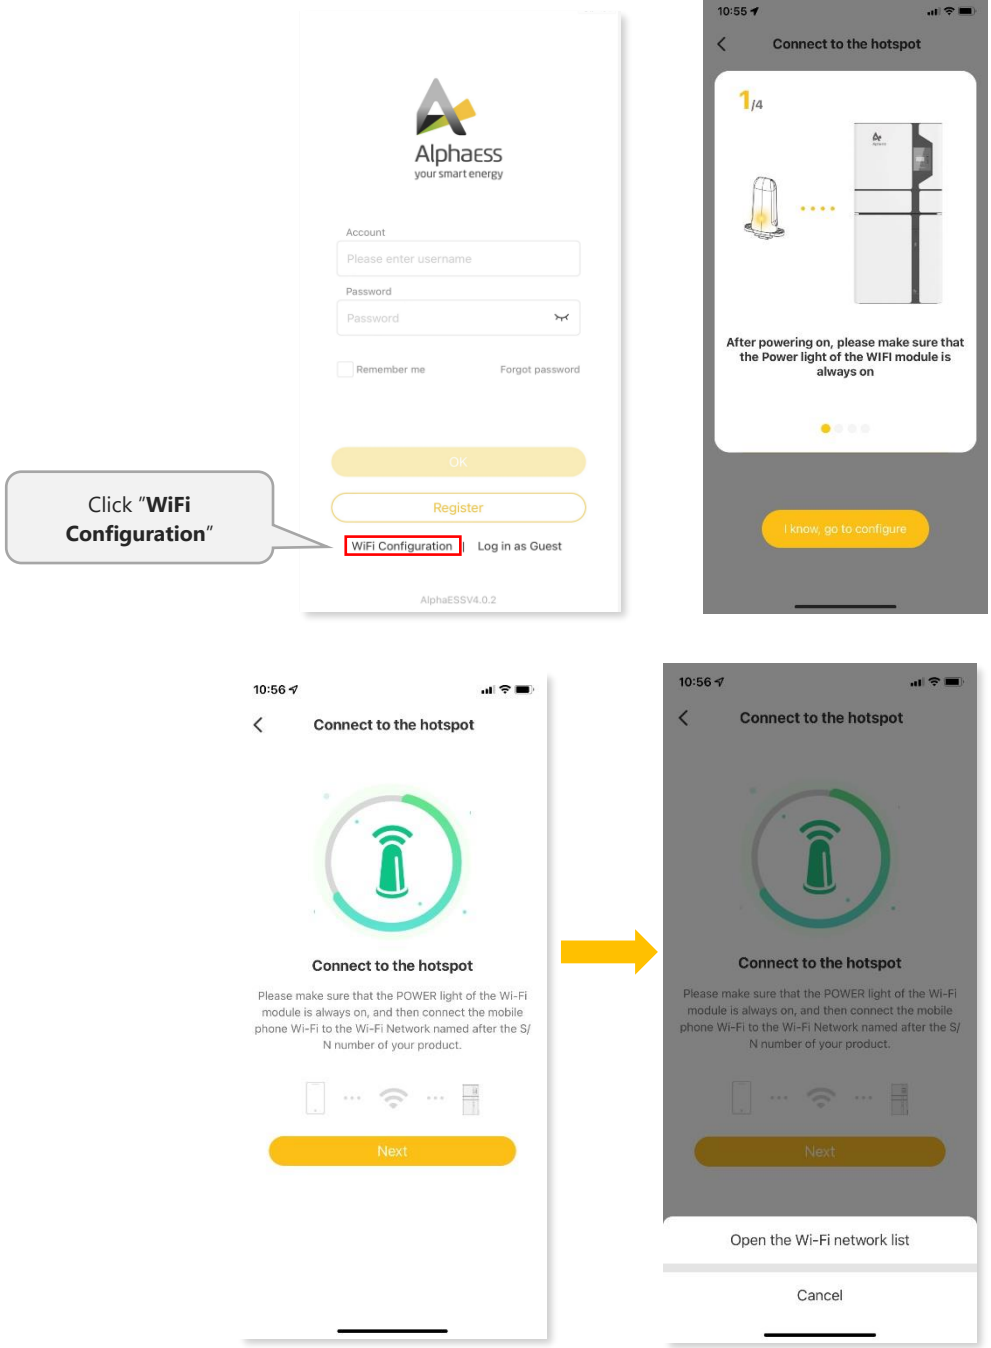 Alphaess
your smart energy
Account
Please enter username
Password
Password
Remember me
Forgot password
OK
Register
WiFi Configuration | Log in as Guest
AlphaESSV4.0.2
Click "WiFi
Configuration"
10:55
Connect to the hotspot
1/4
After powering on, please make sure that
the Power light of the WIFI module is
always on
I know, go to configure
10:56
Connect to the hotspot
Connect to the hotspot
Please make sure that the POWER light of the Wi-Fi
module is always on, and then connect the mobile
phone Wi-Fi to the Wi-Fi Network named after the S/
N number of your product.
Next
10:56
Connect to the hotspot
Connect to the hotspot
Please make sure that the POWER light of the Wi-Fi
module is always on, and then connect the mobile
phone Wi-Fi to the Wi-Fi Network named after the S/
N number of your product.
Next
Open the Wi-Fi network list
Cancel